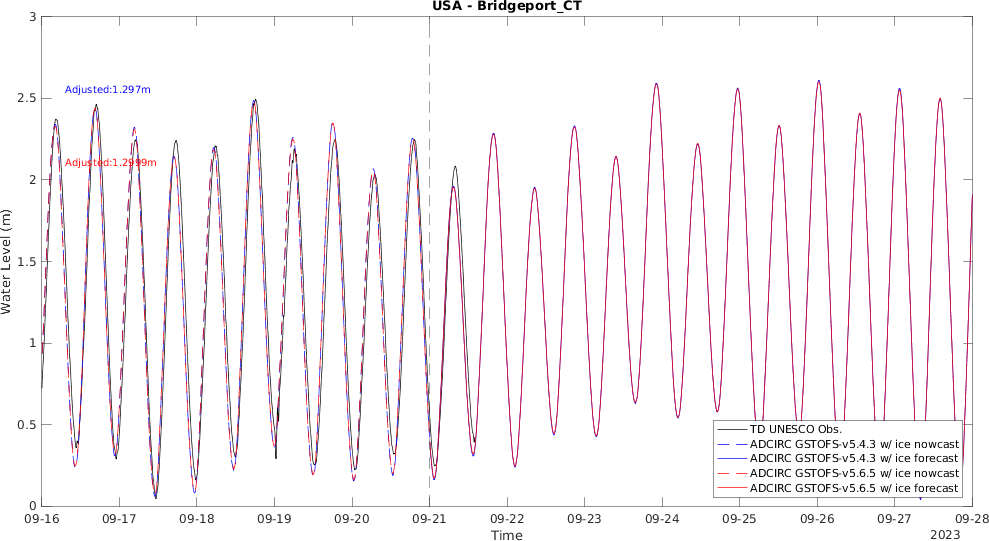 USA - Bridgeport_CT
3
2.5
2
1.5
1
0.5
0
Water Level (m)
Adjusted:1.297m
Adjusted:1.2999m
TD UNESCO Obs.
ADCIRC GSTOFS-v5.4.3 w/ ice nowcast
ADCIRC GSTOFS-v5.4.3 w/ ice forecast
ADCIRC GSTOFS-v5.6.5 w/ ice nowcast
ADCIRC GSTOFS-v5.6.5 w/ ice forecast
09-16 09-17 09-18 09-19 09-20 09-21 09-22 09-23 09-24 09-25 09-26 09-27 09-28
Time
2023